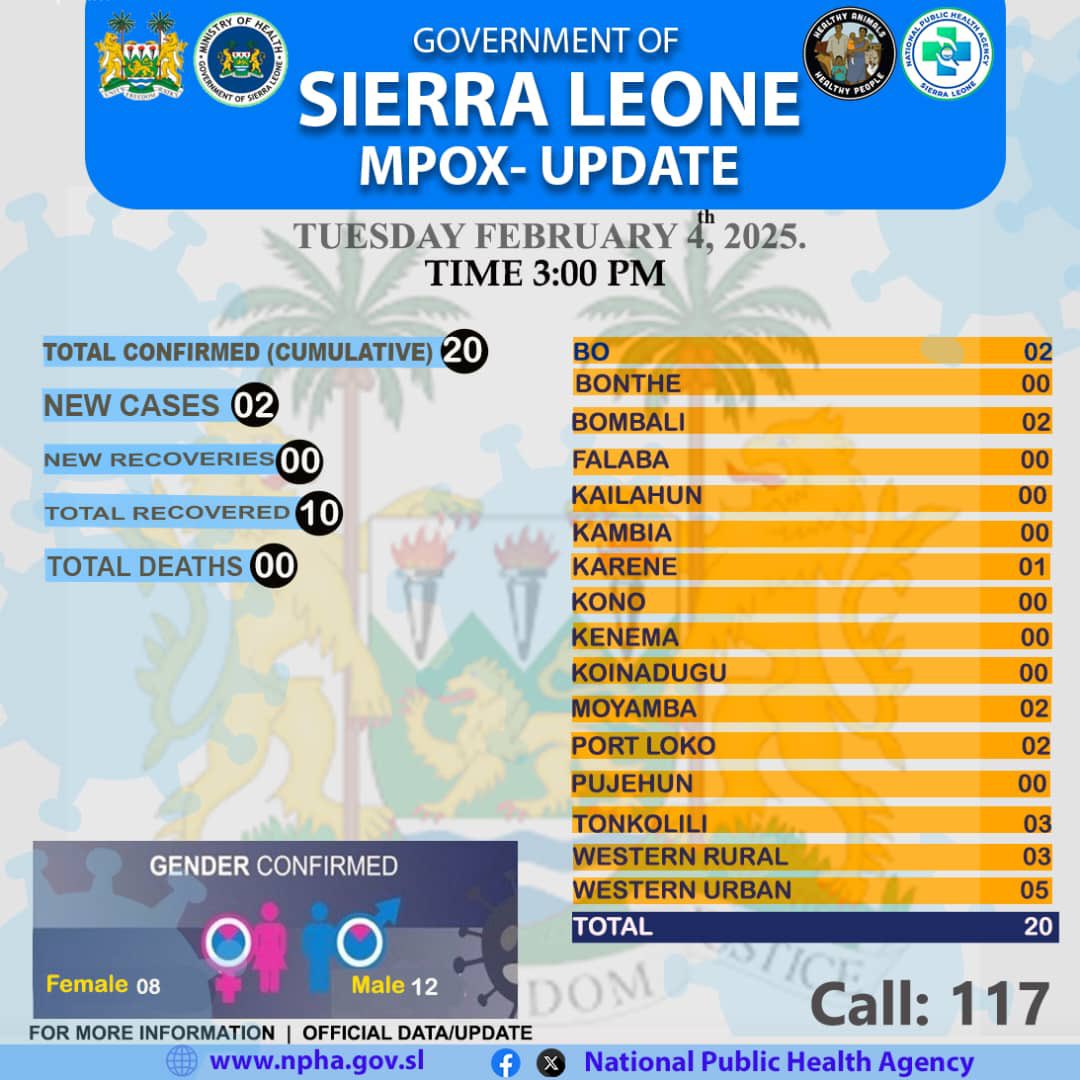 GOVERNMENT OF
SIERRA LEONE
MPOX- UPDATE
MINISTRY OF HEALTH
GOVERNMENT OF SIERRA LEONE
HEALTHY ANIMALS
HEALTHY PEOPLE
NATIONAL PUBLIC HEALTH AGENCY
SIERRA LEONE
TUESDAY FEBRUARY 4th, 2025.
TIME 3:00 PM
TOTAL CONFIRMED (CUMULATIVE) 20
NEW CASES 02
NEW RECOVERIES 00
TOTAL RECOVERED 10
TOTAL DEATHS 00
BO 02
BONTHE 00
BOMBALI 02
FALABA 00
KAILAHUN 00
KAMBIA 00
KARENE 01
KONO 00
KENEMA 00
KOINADUGU 00
MOYAMBA 02
PORT LOKO 02
PUJEHUN 00
TONKOLILI 03
WESTERN RURAL 03
WESTERN URBAN 05
TOTAL 20
GENDER CONFIRMED
Female 08
Male 12
DOM
STICE
Call: 117
FOR MORE INFORMATION | OFFICIAL DATA/UPDATE
www.npha.gov.sl
National Public Health Agency